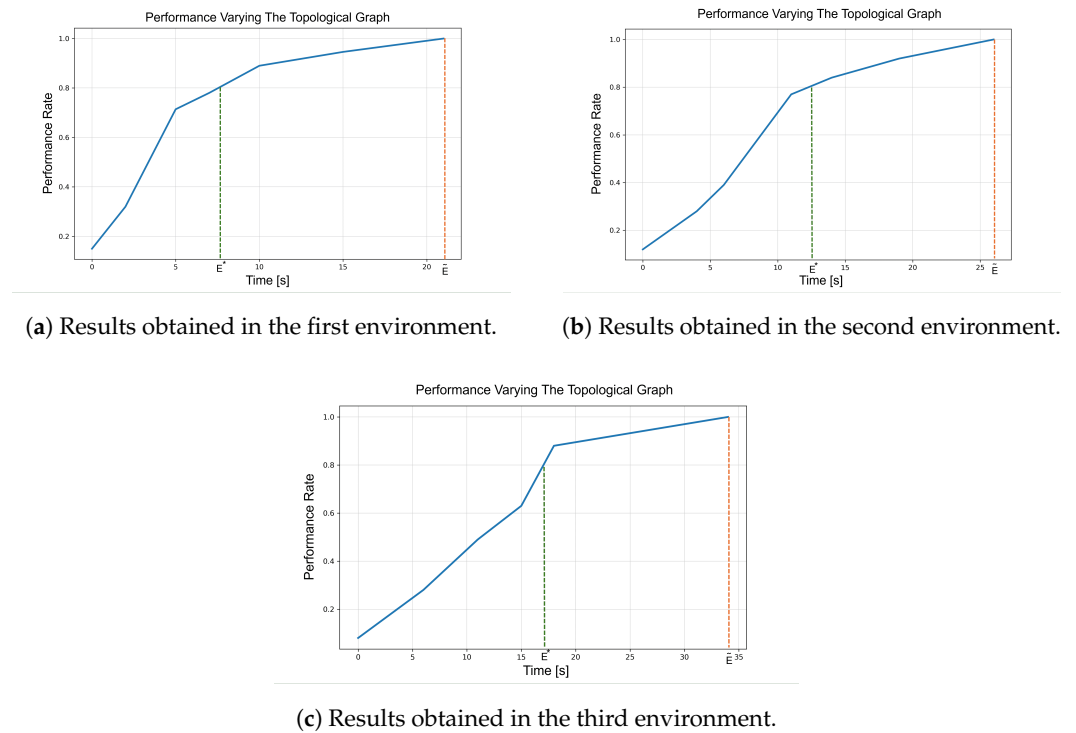 Performance Varying The Topological Graph
Performance Rate
1.0
0.8
0.6
0.4
0.2
0 5 10 15 20
E* Ē
Time [s]
(a) Results obtained in the first environment.
Performance Varying The Topological Graph
Performance Rate
1.0
0.8
0.6
0.4
0.2
0 5 10 15 20 25
E* Ē
Time [s]
(b) Results obtained in the second environment.
Performance Varying The Topological Graph
Performance Rate
1.0
0.8
0.6
0.4
0.2
0 5 10 15 20 25 30 35
E* Ē
Time [s]
(c) Results obtained in the third environment.